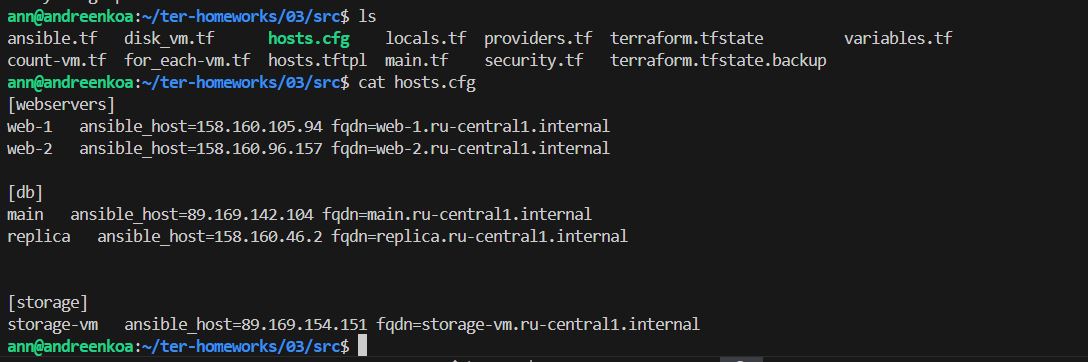 ann@andreenkoa:~/ter-homeworks/03/src$ ls
ansible.tf disk_vm.tf hosts.cfg locals.tf providers.tf terraform.tfstate variables.tf
count-vm.tf for_each-vm.tf hosts.tftpl main.tf security.tf terraform.tfstate.backup
ann@andreenkoa:~/ter-homeworks/03/src$ cat hosts.cfg
[webservers]
web-1 ansible_host=158.160.105.94 fqdn=web-1.ru-central1.internal
web-2 ansible_host=158.160.96.157 fqdn=web-2.ru-central1.internal
[db]
main ansible_host=89.169.142.104 fqdn=main.ru-central1.internal
replica ansible_host=158.160.46.2 fqdn=replica.ru-central1.internal
[storage]
storage-vm ansible_host=89.169.154.151 fqdn=storage-vm.ru-central1.internal
ann@andreenkoa:~/ter-homeworks/03/src$